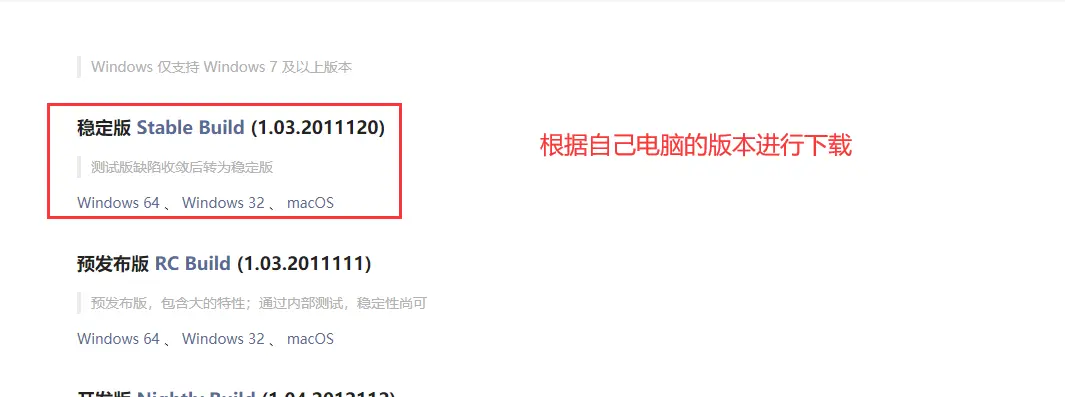 Windows 仅支持 Windows 7 及以上版本
稳定版 Stable Build (1.03.2011120)
根据自己电脑的版本进行下载
测试版缺陷收敛后转为稳定版
Windows 64 、 Windows 32 、 macOS
预发布版 RC Build (1.03.2011111)
预发布版，包含大的特性；通过内部测试，稳定性尚可
Windows 64 、 Windows 32 、 macOS
开发版 Nightly Build (1.04.2012112)